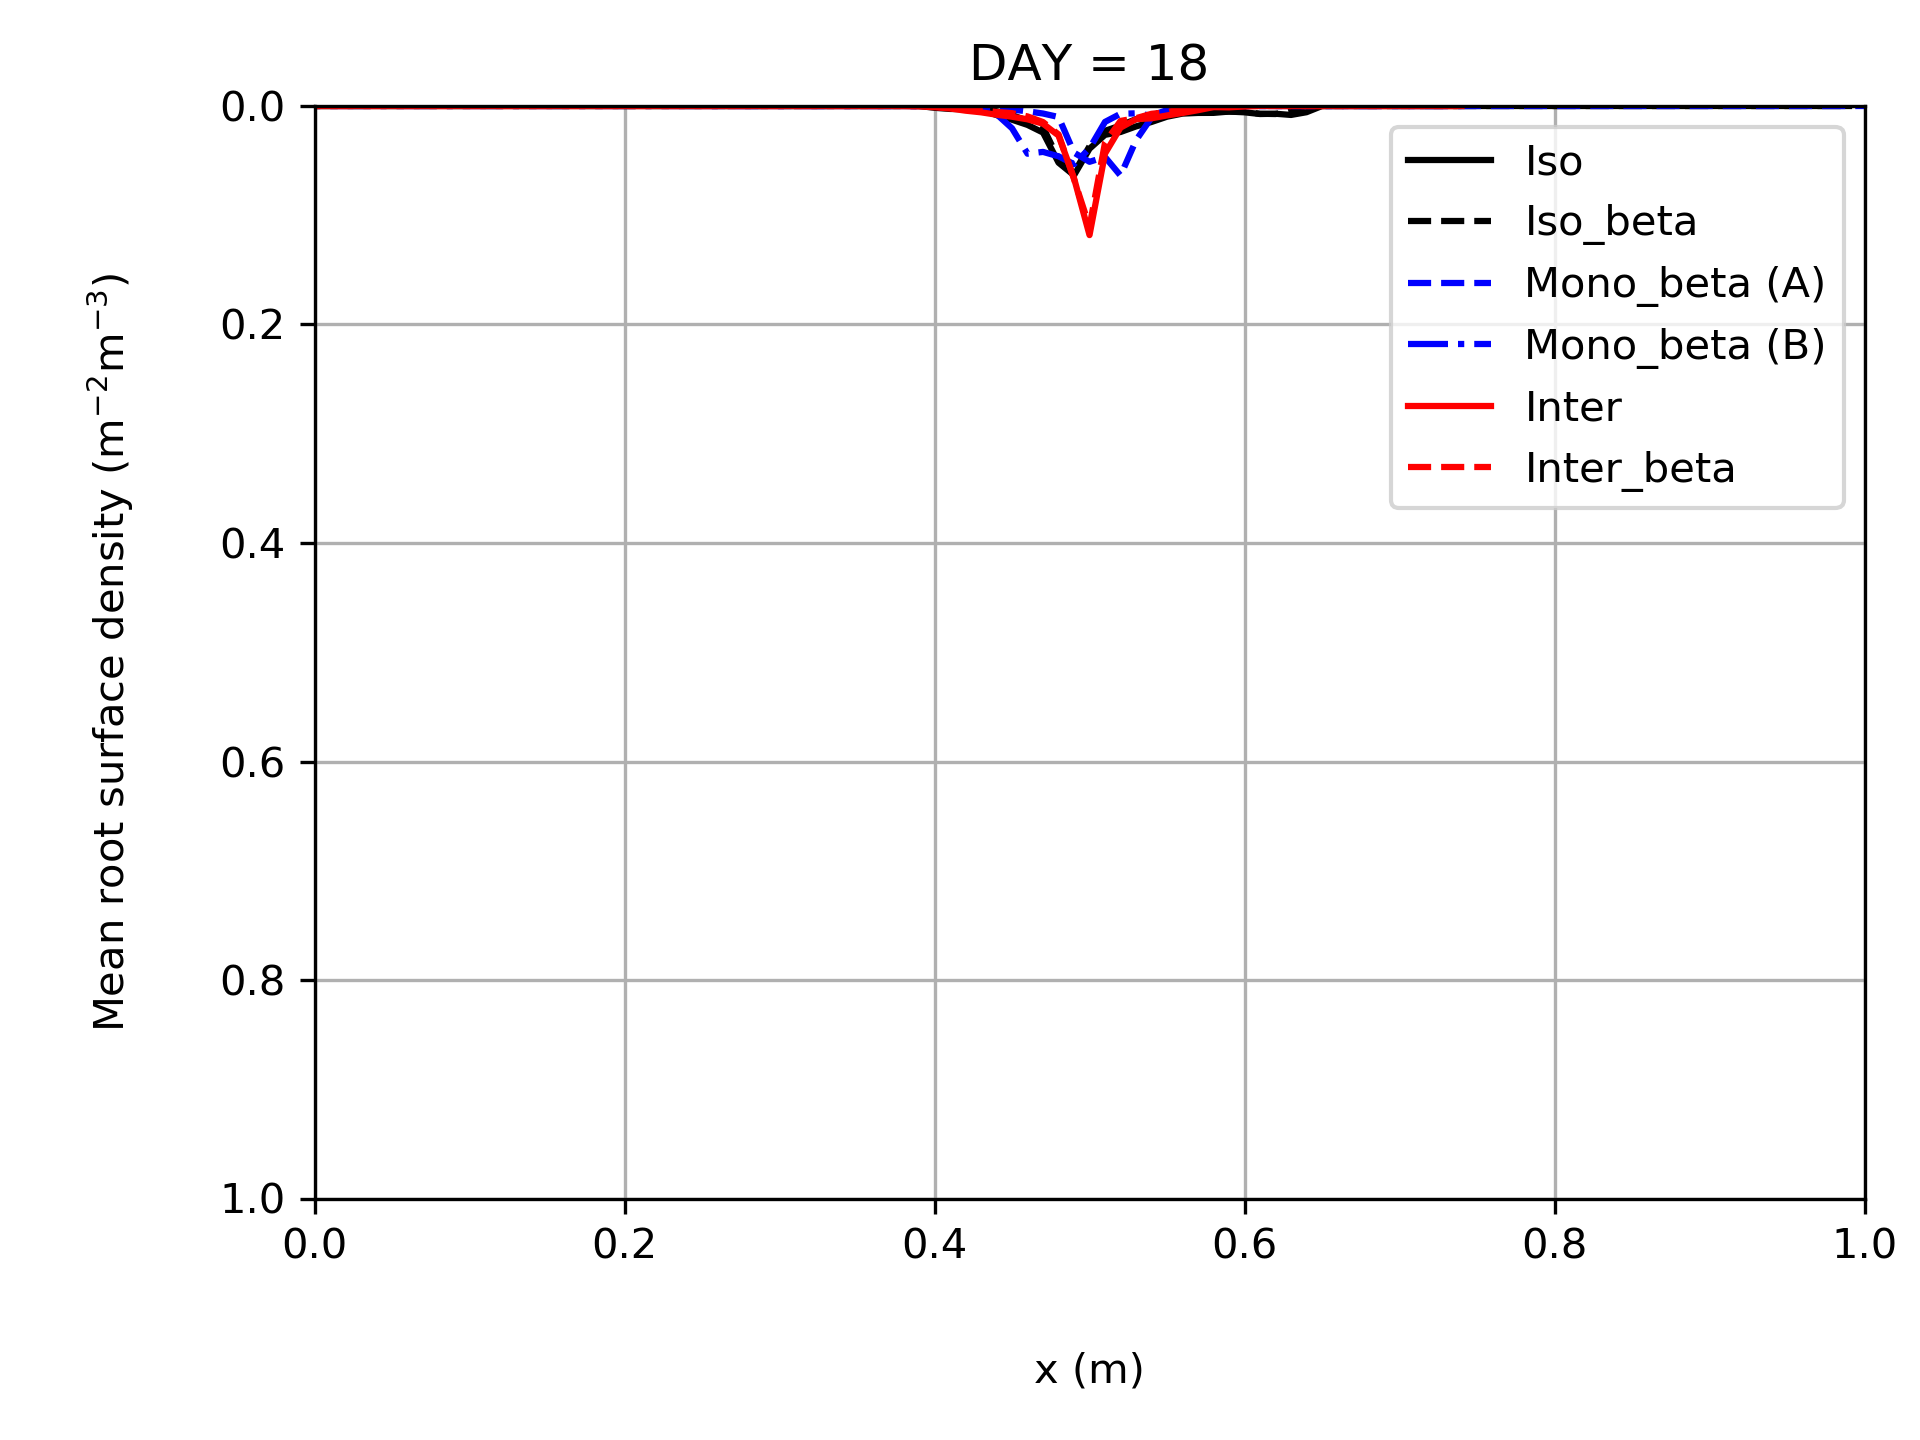 DAY = 18
Mean root surface density (m⁻²m⁻³)
0.0
0.2
0.4
0.6
0.8
1.0
Iso
Iso_beta
Mono_beta (A)
Mono_beta (B)
Inter
Inter_beta
0.0 0.2 0.4 0.6 0.8 1.0
x (m)